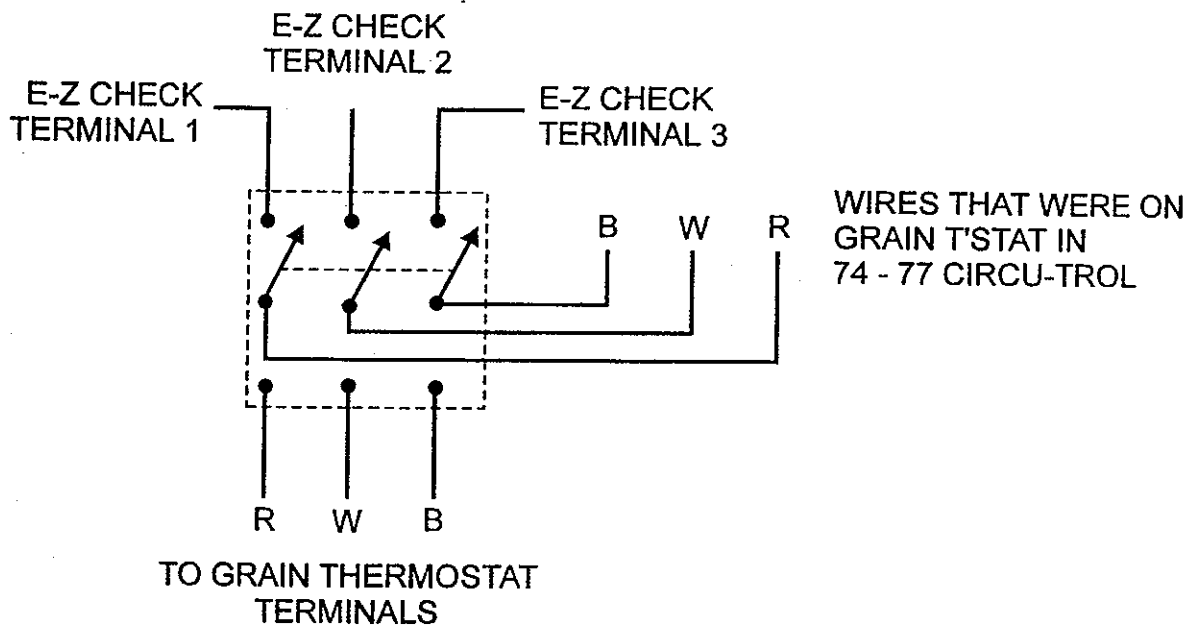 E-Z CHECK
TERMINAL 2
E-Z CHECK
TERMINAL 1
E-Z CHECK
TERMINAL 3
B W R
WIRES THAT WERE ON
GRAIN T'STAT IN
74 - 77 CIRCU-TROL
R W B
TO GRAIN THERMOSTAT
TERMINALS